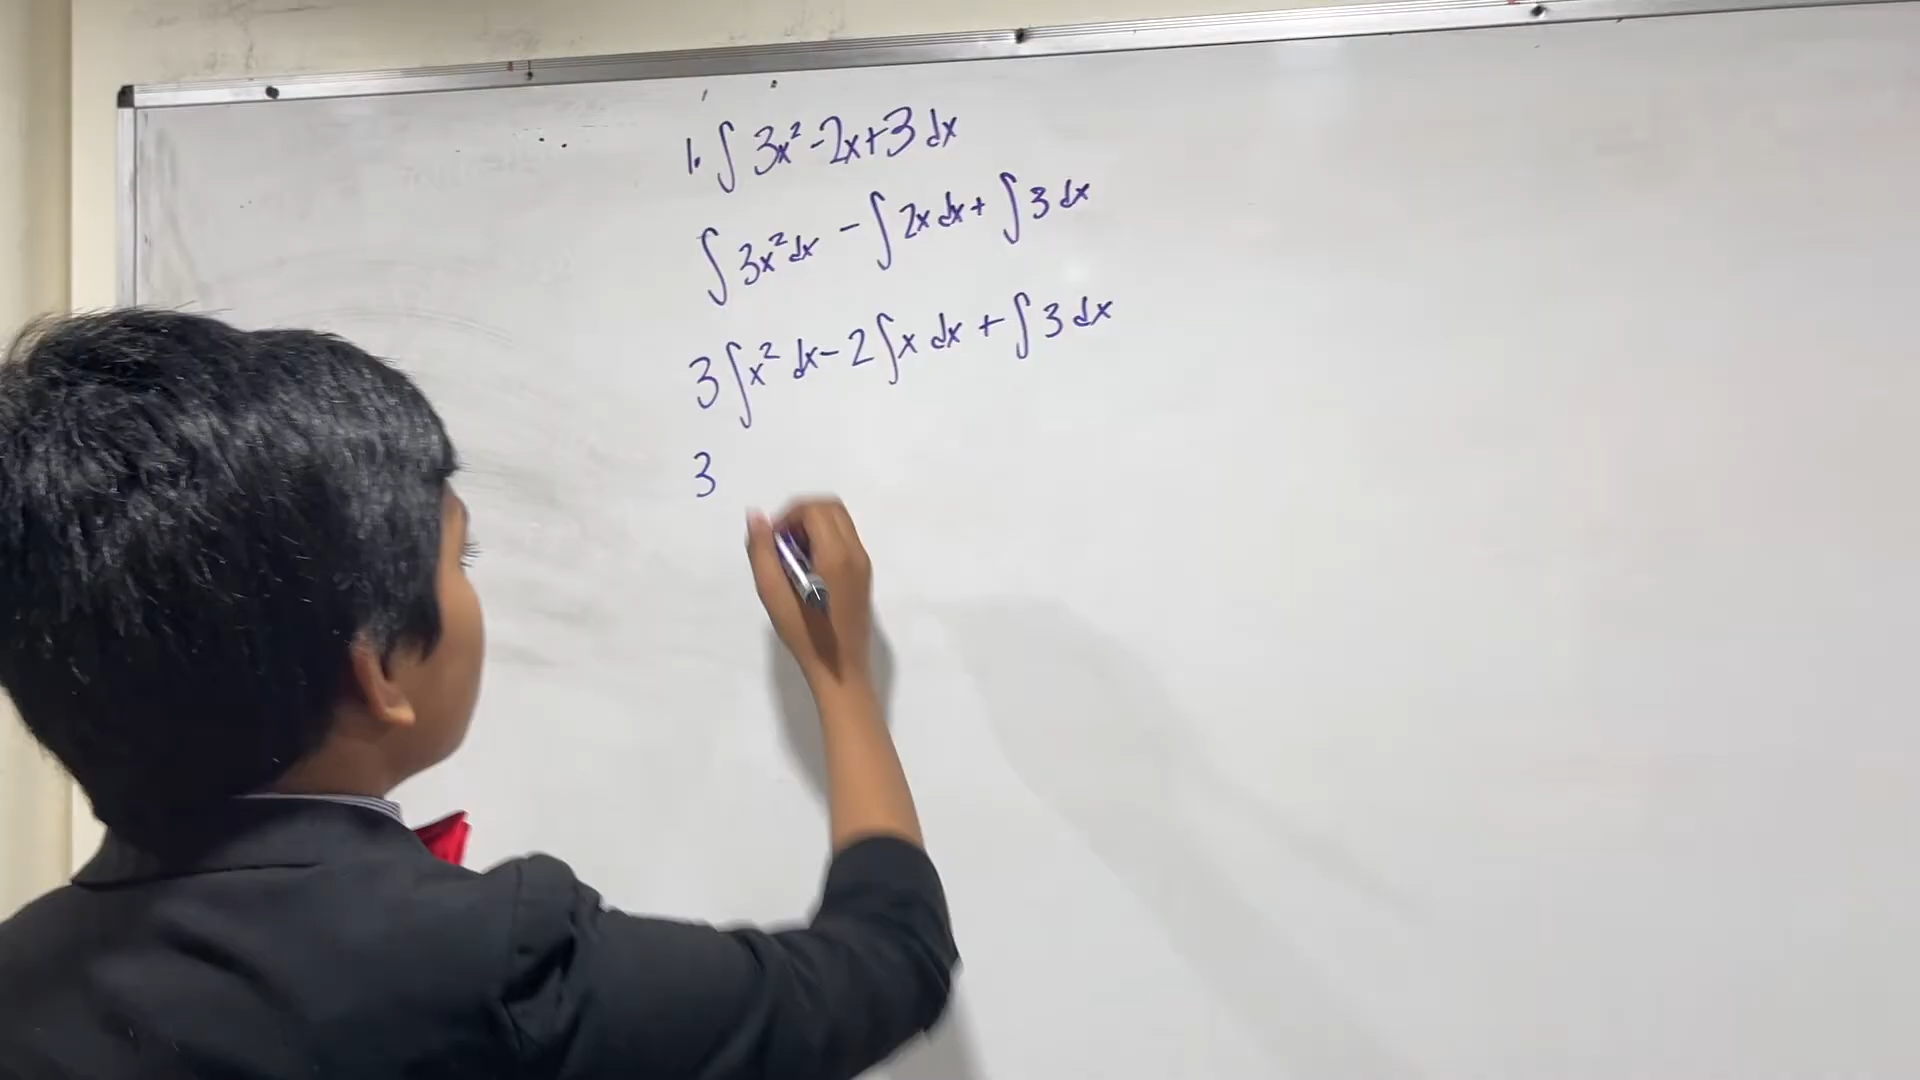 1. ∫ 3x² - 2x + 3 dx
∫ 3x² dx - ∫ 2x dx + ∫ 3 dx
3 ∫ x² dx - 2 ∫ x dx + ∫ 3 dx
3